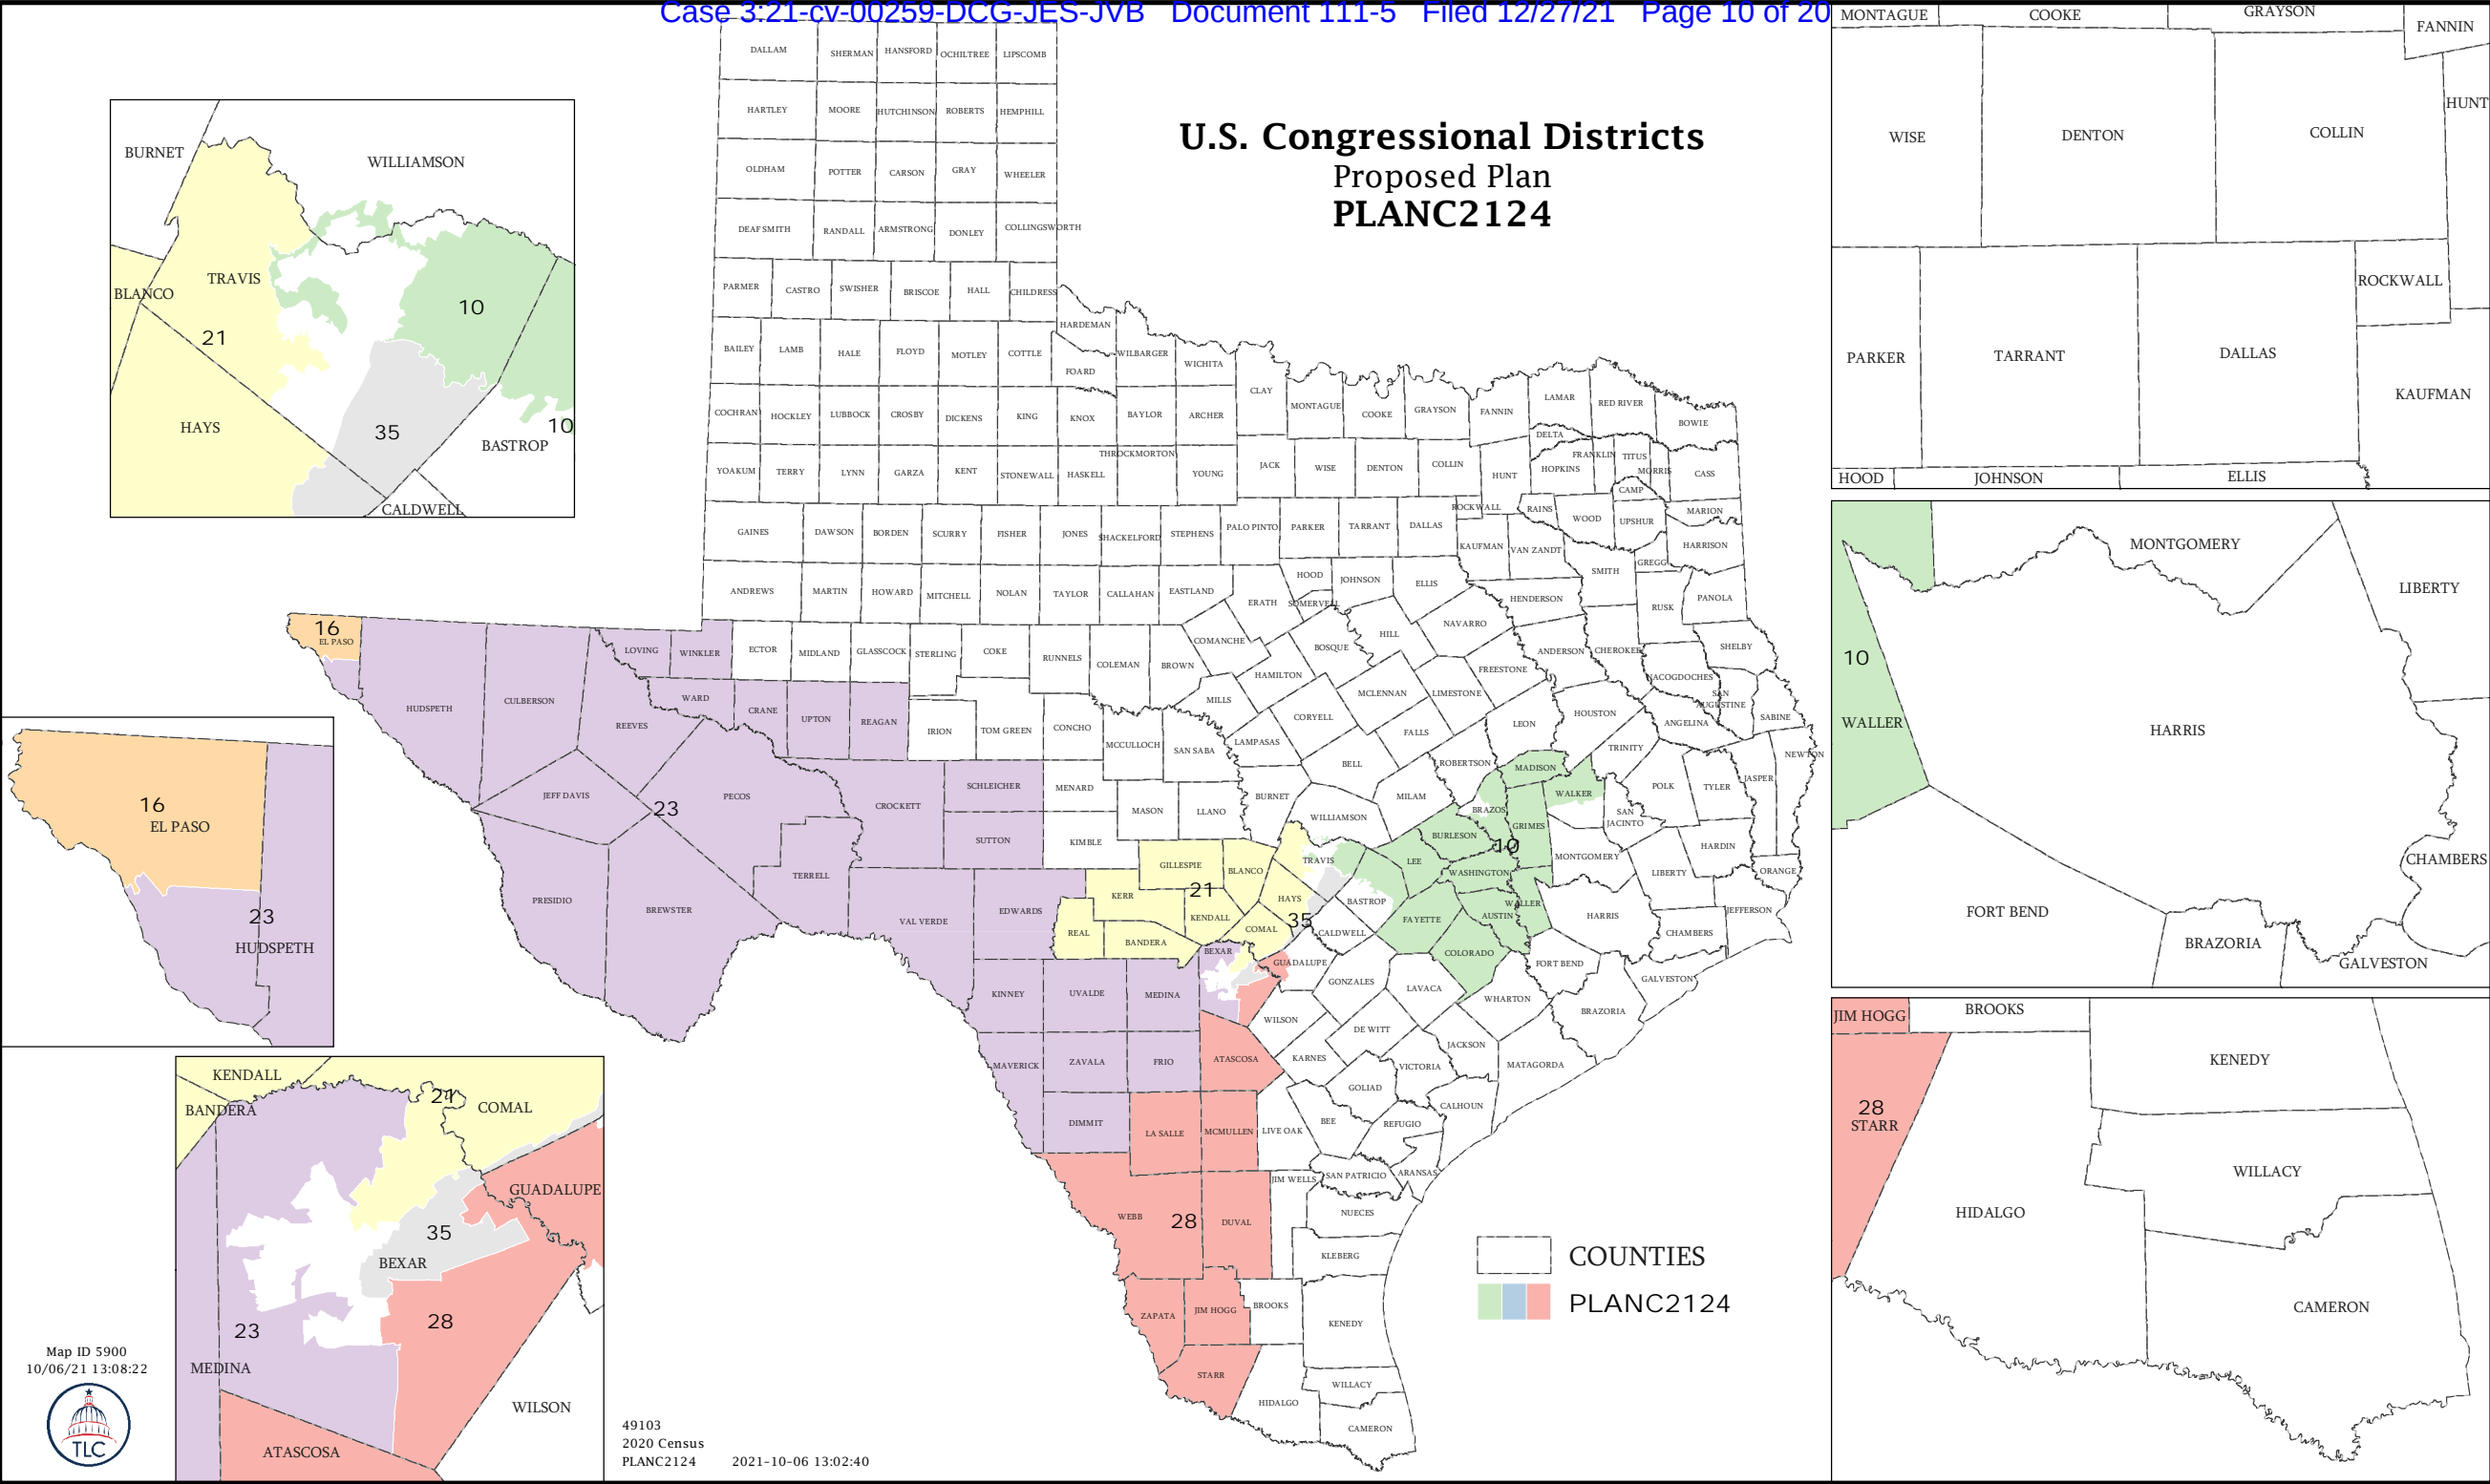 Case 3:21-cv-00259-DCG-JES-JVB Document 111-5 Filed 12/27/21 Page 10 of 20
U.S. Congressional Districts
Proposed Plan
PLANC2124
BURNET
WILLIAMSON
TRAVIS
BLANCO
10
21
HAYS
35
10
BASTROP
CALDWELL
16
EL PASO
23
HUDSPETH
KENDALL
21
COMAL
BANDERA
GUADALUPE
35
BEXAR
28
23
MEDINA
WILSON
ATASCOSA
Map ID 5900
10/06/21 13:08:22
TLC
49103
2020 Census
PLANC2124 2021-10-06 13:02:40
DALLAM SHERMAN HANSFORD OCHILTREE LIPSCOMB
HARTLEY MOORE HUTCHINSON ROBERTS HEMPHILL
OLDHAM POTTER CARSON GRAY WHEELER
DEAF SMITH RANDALL ARMSTRONG DONLEY COLLINGSWORTH
PARMER CASTRO SWISHER BRISCOE HALL CHILDRESS
HARDEMAN
BAILEY LAMB HALE FLOYD MOTLEY COTTLE WILBARGER WICHITA
FOARD
CLAY
COCHRAN HOCKLEY LUBBOCK CROSBY DICKENS KING KNOX BAYLOR ARCHER MONTAGUE COOKE GRAYSON FANNIN LAMAR RED RIVER
BOWIE
DELTA
YOAKUM TERRY LYNN GARZA KENT STONEWALL HASKELL THROCKMORTON YOUNG JACK WISE DENTON COLLIN HUNT HOPKINS FRANKLIN TITUS MORRIS CASS
CAMP
GAINES DAWSON BORDEN SCURRY FISHER JONES SHACKELFORD STEPHENS PALO PINTO PARKER TARRANT DALLAS ROCKWALL RAINS WOOD UPSHUR MARION
KAUFMAN VAN ZANDT HARRISON
GREGG
ANDREWS MARTIN HOWARD MITCHELL NOLAN TAYLOR CALLAHAN EASTLAND ERATH HOOD SOMERVELL JOHNSON ELLIS HENDERSON SMITH RUSK PANOLA
16
EL PASO
HUDSPETH CULBERSON REEVES LOVING WINKLER ECTOR MIDLAND GLASSCOCK STERLING COKE RUNNELS COLEMAN BROWN COMANCHE HAMILTON BOSQUE HILL NAVARRO ANDERSON CHEROKEE SHELBY
FREESTONE
WARD CRANE UPTON REAGAN IRION TOM GREEN CONCHO MCCULLOCH SAN SABA MILLS LAMPASAS CORYELL MCLENNAN LIMESTONE FALLS LEON HOUSTON NACOGDOCHES SAN AUGUSTINE SABINE
ANGELINA
TRINITY
NEWTON
JEFF DAVIS 23 PECOS CROCKETT SCHLEICHER MENARD MASON LLANO BURNET BELL MILAM ROBERTSON MADISON WALKER POLK TYLER JASPER
SUTTON KIMBLE WILLIAMSON BURLESON BRAZOS GRIMES SAN JACINTO HARDIN
10
PRESIDIO BREWSTER TERRELL VAL VERDE EDWARDS GILLESPIE BLANCO TRAVIS LEE WASHINGTON MONTGOMERY LIBERTY ORANGE
KERR 21 HAYS BASTROP FAYETTE AUSTIN WALLER HARRIS JEFFERSON
REAL KENDALL 35 CALDWELL CHAMBERS
BANDERA COMAL
BEXAR GUADALUPE COLORADO FORT BEND
KINNEY UVALDE MEDINA GONZALES LAVACA WHARTON GALVESTON
WILSON DE WITT BRAZORIA
MAVERICK ZAVALA FRIO ATASCOSA KARNES VICTORIA JACKSON MATAGORDA
GOLIAD
DIMMIT LA SALLE MCMULLEN LIVE OAK BEE REFUGIO CALHOUN
JIM WELLS SAN PATRICIO ARANSAS
WEBB 28 DUVAL NUECES
KLEBERG
ZAPATA JIM HOGG BROOKS KENEDY
STARR WILLACY
HIDALGO
CAMERON
COUNTIES
PLANC2124
MONTAGUE COOKE GRAYSON
FANNIN
HUNT
WISE DENTON COLLIN
ROCKWALL
PARKER TARRANT DALLAS
KAUFMAN
HOOD JOHNSON ELLIS
MONTGOMERY
LIBERTY
10
WALLER
HARRIS
CHAMBERS
FORT BEND
BRAZORIA
GALVESTON
JIM HOGG BROOKS
KENEDY
28
STARR
WILLACY
HIDALGO
CAMERON